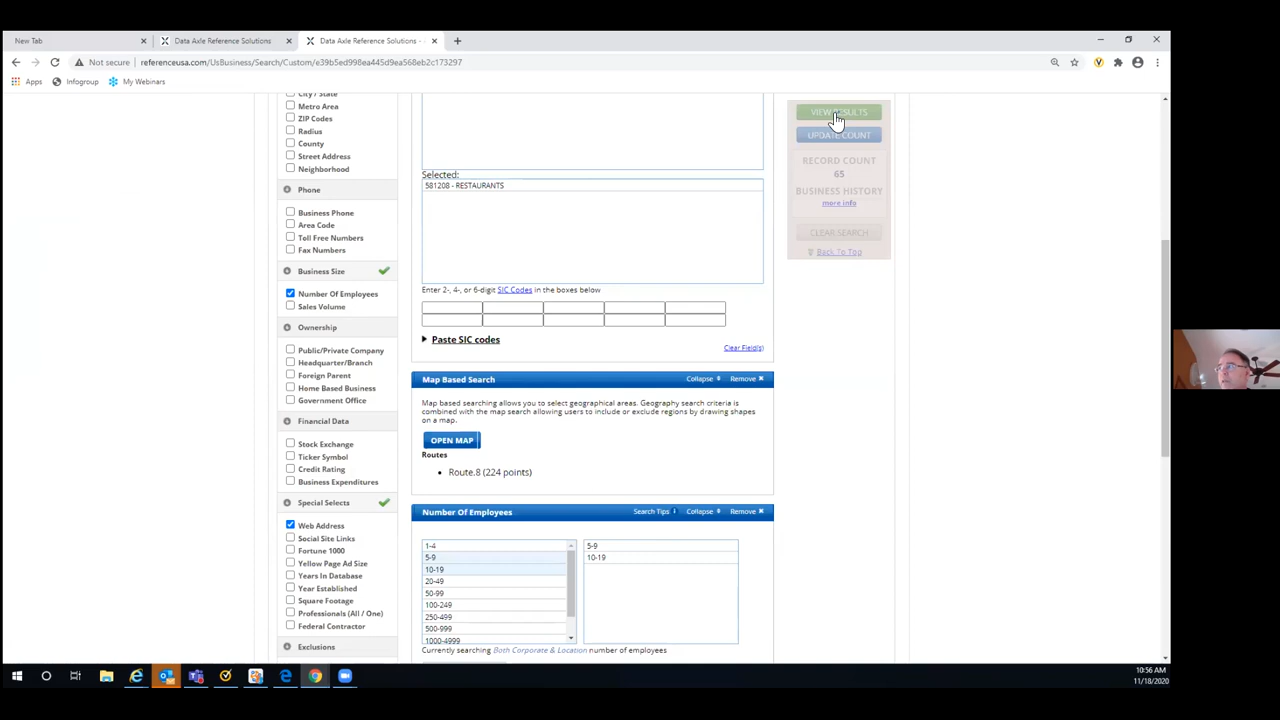 New Tab
Data Axle Reference Solutions
Data Axle Reference Solutions -
Not secure
referenceusa.com/UsBusiness/Search/Custom/e39b5ed998ea445d9ea568eb2c173297
Apps
Infogroup
My Webinars
City / State
Metro Area
ZIP Codes
Radius
County
Street Address
Neighborhood
Phone
Business Phone
Area Code
Toll Free Numbers
Fax Numbers
Business Size
Number Of Employees
Sales Volume
Ownership
Public/Private Company
Headquarter/Branch
Foreign Parent
Home Based Business
Government Office
Financial Data
Stock Exchange
Ticker Symbol
Credit Rating
Business Expenditures
Special Selects
Web Address
Social Site Links
Fortune 1000
Yellow Page Ad Size
Years In Database
Year Established
Square Footage
Professionals (All / One)
Federal Contractor
Exclusions
Selected:
581208 - RESTAURANTS
Enter 2-, 4-, or 6-digit SIC Codes in the boxes below
Paste SIC codes
Clear Field(s)
Map Based Search
Collapse
Remove
Map based searching allows you to select geographical areas. Geography search criteria is
combined with the map search allowing users to include or exclude regions by drawing shapes
on a map.
OPEN MAP
Routes
Route.8 (224 points)
Number Of Employees
Search Tips
Collapse
Remove
1-4
5-9
10-19
20-49
50-99
100-249
250-499
500-999
1000-4999
5-9
10-19
Currently searching Both Corporate & Location number of employees
VIEW RESULTS
UPDATE COUNT
RECORD COUNT
65
BUSINESS HISTORY
more info
CLEAR SEARCH
Back To Top
10:56 AM
11/18/2020